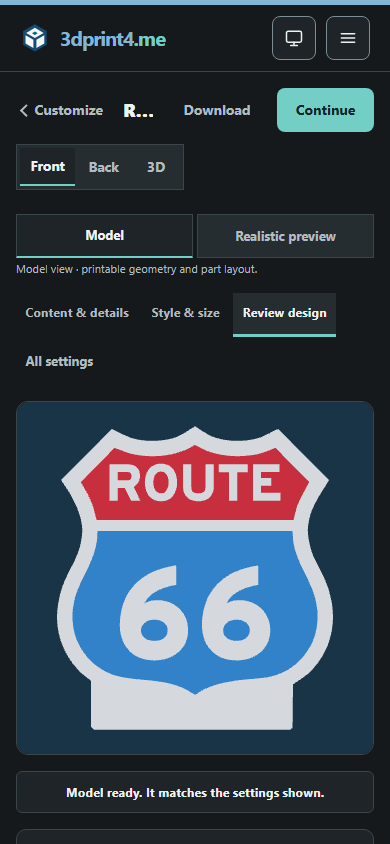 3dprint4.me
Customize R... Download Continue
Front Back 3D
Model Realistic preview
Model view · printable geometry and part layout.
Content & details Style & size Review design
All settings
ROUTE
66
Model ready. It matches the settings shown.